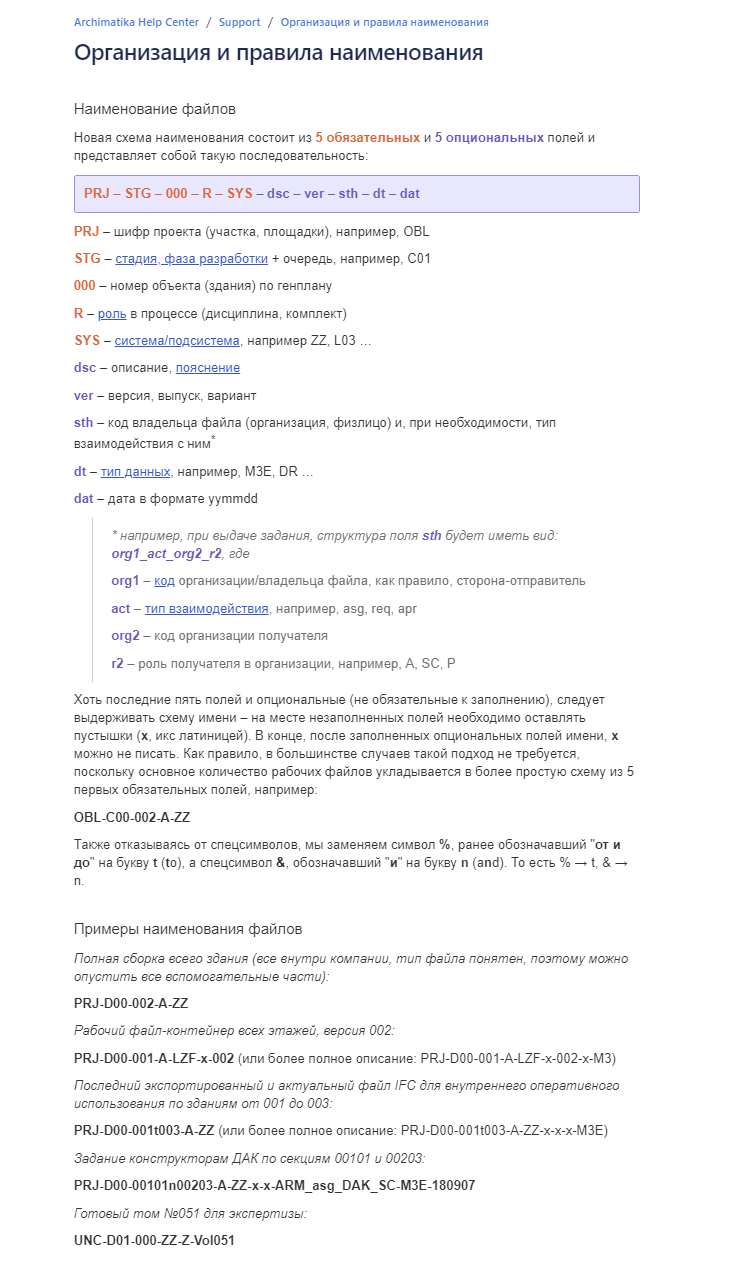 Archimatika Help Center / Support / Организация и правила наименования
Организация и правила наименования
Наименование файлов
Новая схема наименования состоит из 5 обязательных и 5 опциональных полей и
представляет собой такую последовательность:
PRJ – STG – 000 – R – SYS – dsc – ver – sth – dt – dat
PRJ – шифр проекта (участка, площадки), например, OBL
STG – стадия, фаза разработки + очередь, например, C01
000 – номер объекта (здания) по генплану
R – роль в процессе (дисциплина, комплект)
SYS – система/подсистема, например ZZ, L03 ...
dsc – описание, пояснение
ver – версия, выпуск, вариант
sth – код владельца файла (организация, физлицо) и, при необходимости, тип
взаимодействия с ним*
dt – тип данных, например, M3E, DR ...
dat – дата в формате yymmdd
* например, при выдаче задания, структура поля sth будет иметь вид:
org1_act_org2_r2, где
org1 – код организации/владельца файла, как правило, сторона-отправитель
act – тип взаимодействия, например, asg, req, apr
org2 – код организации получателя
r2 – роль получателя в организации, например, A, SC, P
Хоть последние пять полей и опциональные (не обязательные к заполнению), следует
выдерживать схему имени – на месте незаполненных полей необходимо оставлять
пустышки (x, икс латиницей). В конце, после заполненных опциональных полей имени, x
можно не писать. Как правило, в большинстве случаев такой подход не требуется,
поскольку основное количество рабочих файлов укладывается в более простую схему из 5
первых обязательных полей, например:
OBL-C00-002-A-ZZ
Также отказываясь от спецсимволов, мы заменяем символ %, ранее обозначавший "от и
до" на букву t (to), а спецсимвол &, обозначавший "и" на букву n (and). То есть % → t, & →
n.
Примеры наименования файлов
Полная сборка всего здания (все внутри компании, тип файла понятен, поэтому можно
опустить все вспомогательные части):
PRJ-D00-002-A-ZZ
Рабочий файл-контейнер всех этажей, версия 002:
PRJ-D00-001-A-LZF-x-002 (или более полное описание: PRJ-D00-001-A-LZF-x-002-x-M3)
Последний экспортированный и актуальный файл IFC для внутреннего оперативного
использования по зданиям от 001 до 003:
PRJ-D00-001t003-A-ZZ (или более полное описание: PRJ-D00-001t003-A-ZZ-x-x-x-M3E)
Задание конструкторам ДАК по секциям 00101 и 00203:
PRJ-D00-00101n00203-A-ZZ-x-x-ARM_asg_DAK_SC-M3E-180907
Готовый том №051 для экспертизы:
UNC-D01-000-ZZ-Z-Vol051